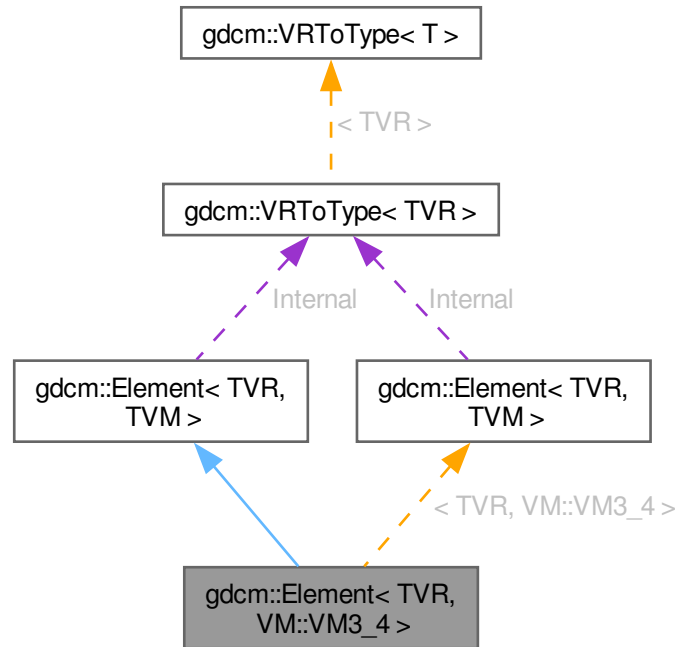 gdcm::VRToType< T >
< TVR >
gdcm::VRToType< TVR >
Internal
Internal
gdcm::Element< TVR,
TVM >
gdcm::Element< TVR,
TVM >
< TVR, VM::VM3_4 >
gdcm::Element< TVR,
VM::VM3_4 >